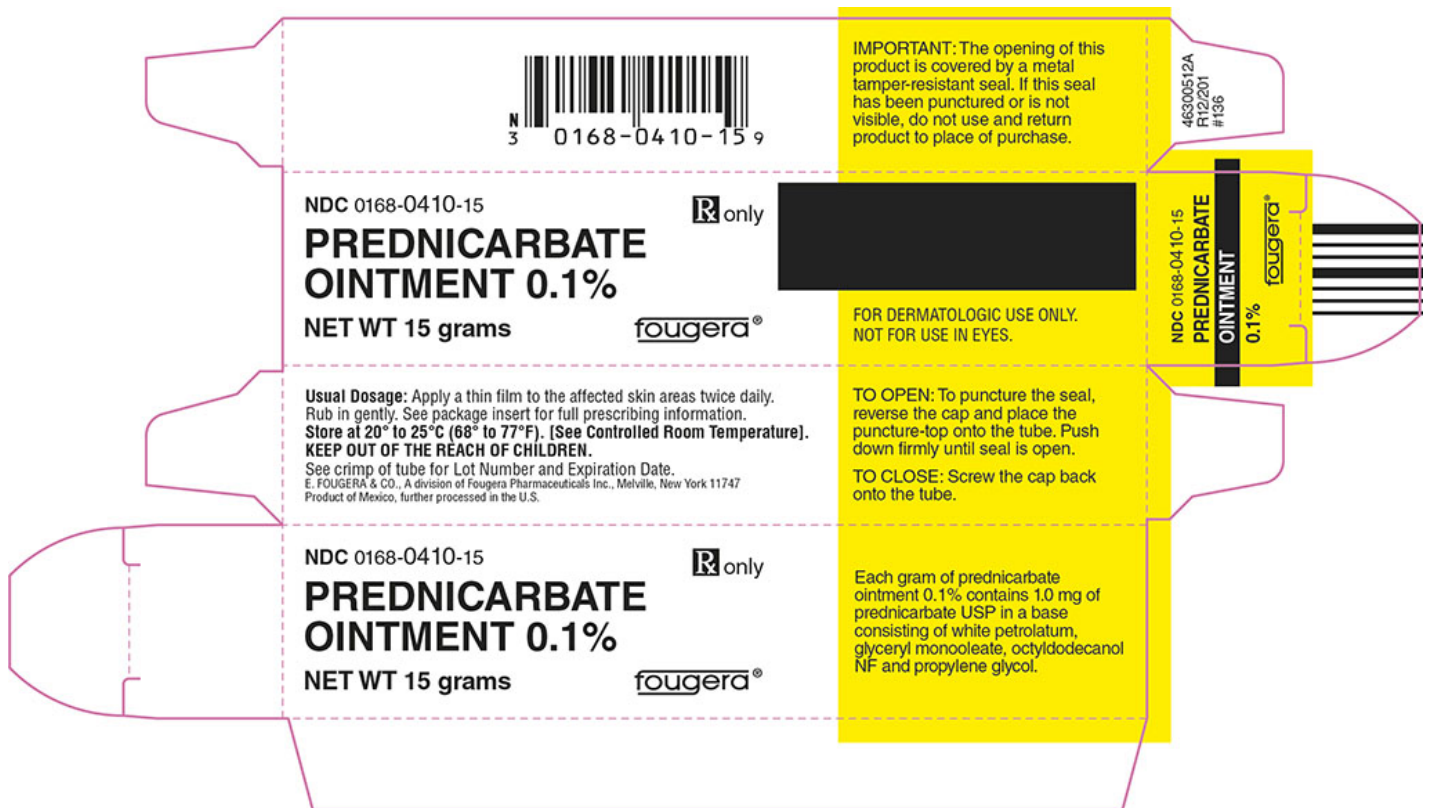 N
3 0168-0410-15 9
IMPORTANT: The opening of this
product is covered by a metal
tamper-resistant seal. If this seal
has been punctured or is not
visible, do not use and return
product to place of purchase.
46300512A
R12/201
#136
NDC 0168-0410-15
Rx only
PREDNICARBATE
OINTMENT 0.1%
NET WT 15 grams
fougera®
FOR DERMATOLOGIC USE ONLY.
NOT FOR USE IN EYES.
NDC 0168-0410-15
PREDNICARBATE
OINTMENT
0.1%
fougera®
Usual Dosage: Apply a thin film to the affected skin areas twice daily.
Rub in gently. See package insert for full prescribing information.
Store at 20° to 25°C (68° to 77°F). [See Controlled Room Temperature].
KEEP OUT OF THE REACH OF CHILDREN.
See crimp of tube for Lot Number and Expiration Date.
E. FOUGERA & CO., A division of Fougera Pharmaceuticals Inc., Melville, New York 11747
Product of Mexico, further processed in the U.S.
TO OPEN: To puncture the seal,
reverse the cap and place the
puncture-top onto the tube. Push
down firmly until seal is open.
TO CLOSE: Screw the cap back
onto the tube.
NDC 0168-0410-15
Rx only
PREDNICARBATE
OINTMENT 0.1%
NET WT 15 grams
fougera®
Each gram of prednicarbate
ointment 0.1% contains 1.0 mg of
prednicarbate USP in a base
consisting of white petrolatum,
glyceryl monooleate, octyldodecanol
NF and propylene glycol.